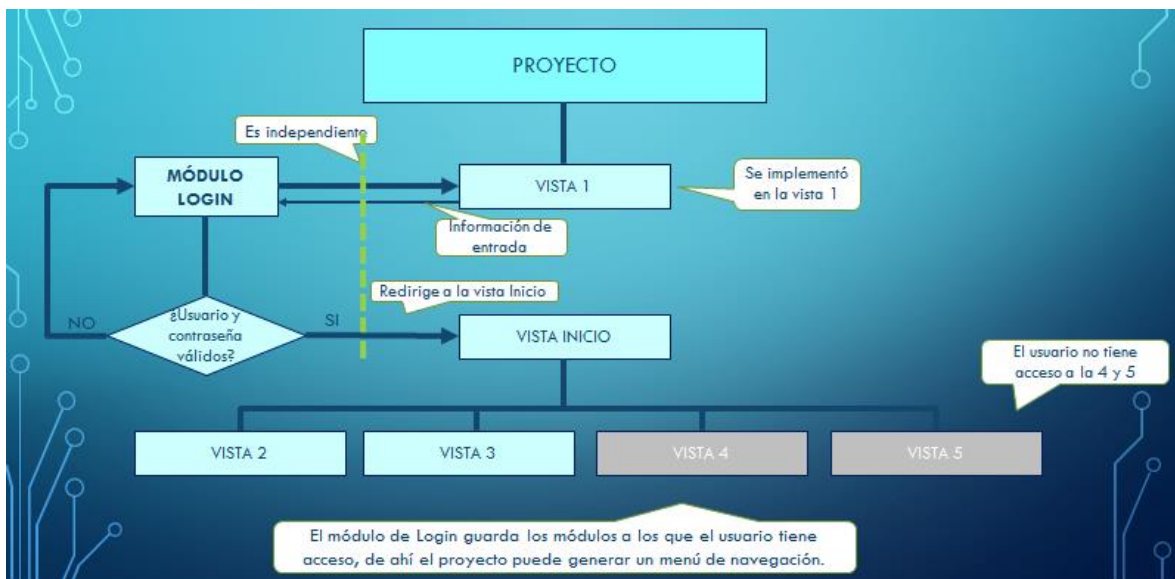 PROYECTO
Es independiente
MÓDULO
LOGIN
VISTA 1
Se implementó
en la vista 1
Información de
entrada
Redirige a la vista Inicio
NO
¿Usuario y
contraseña
válidos?
SI
VISTA INICIO
El usuario no tiene
acceso a la 4 y 5
VISTA 2
VISTA 3
VISTA 4
VISTA 5
El módulo de Login guarda los módulos a los que el usuario tiene
acceso, de ahí el proyecto puede generar un menú de navegación.